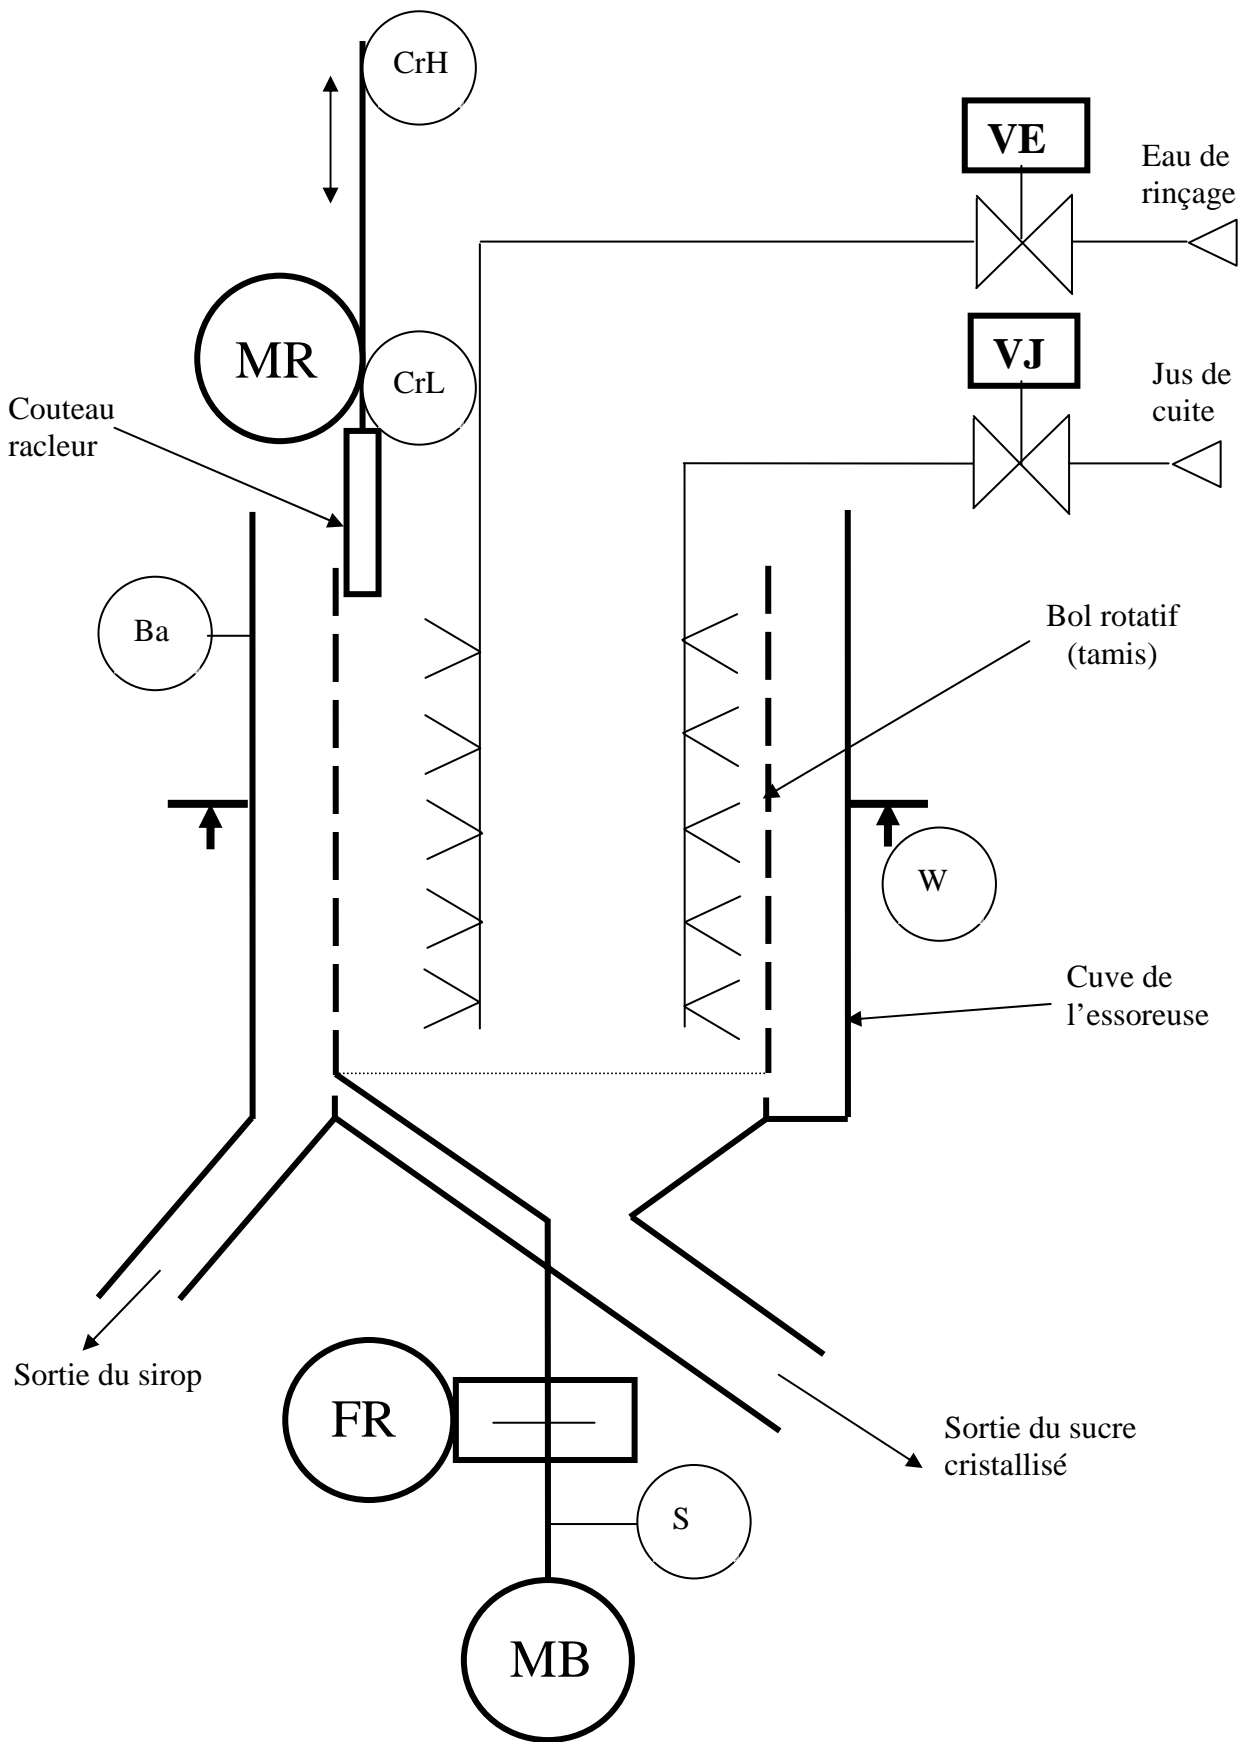 CrH
VE
Eau de
rinçage
MR
CrL
VJ
Jus de
cuite
Couteau
racleur
Ba
Bol rotatif
(tamis)
W
Cuve de
l’essoreuse
Sortie du sirop
FR
Sortie du sucre
cristallisé
S
MB